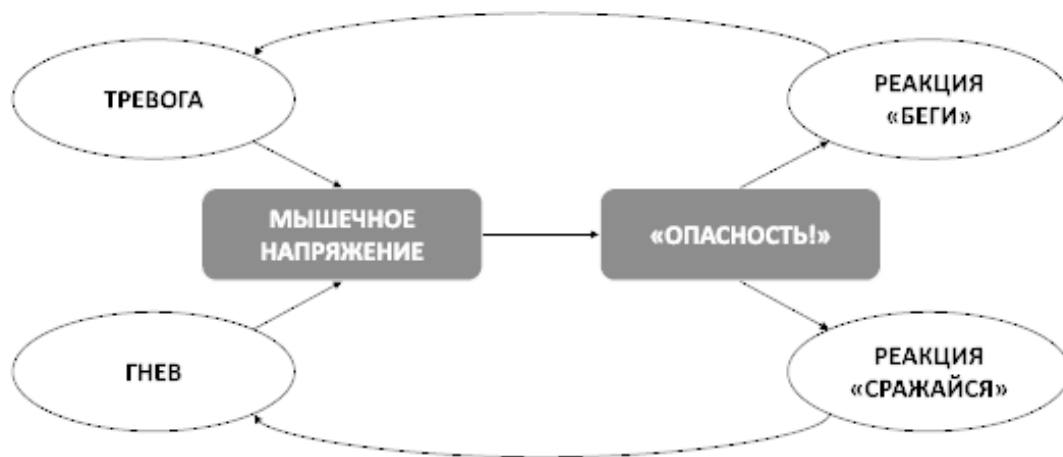 ТРЕВОГА
РЕАКЦИЯ
«БЕГИ»
МЫШЕЧНОЕ
НАПРЯЖЕНИЕ
«ОПАСНОСТЬ!»
ГНЕВ
РЕАКЦИЯ
«СРАЖАЙСЯ»